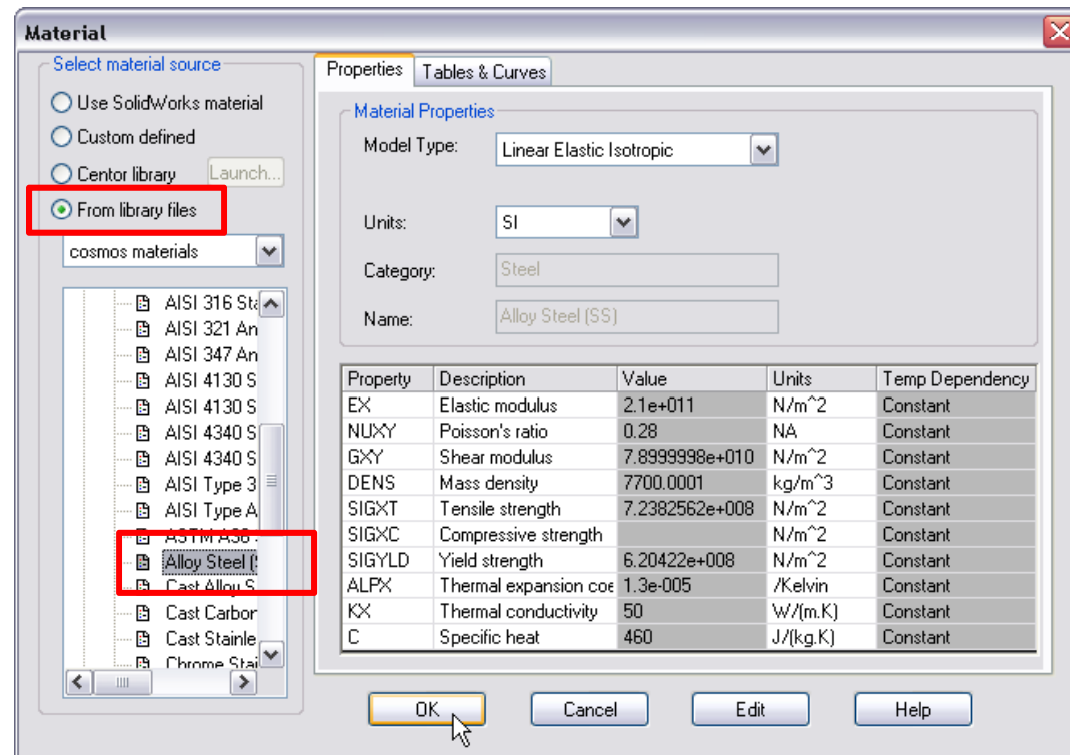 Material
Select material source
Use SolidWorks material
Custom defined
Centor library Launch...
From library files
cosmos materials
AISI 316 Sta
AISI 321 An
AISI 347 An
AISI 4130 S
AISI 4130 S
AISI 4340 S
AISI 4340 S
AISI Type 3
AISI Type A
ASTM A36
Alloy Steel (
Cast Alloy S
Cast Carbor
Cast Stainle
Chrome Stai
Properties Tables & Curves
Material Properties
Model Type: Linear Elastic Isotropic
Units: SI
Category: Steel
Name: Alloy Steel (SS)
Property Description Value Units Temp Dependency
EX Elastic modulus 2.1e+011 N/m^2 Constant
NUXY Poisson's ratio 0.28 NA Constant
GXY Shear modulus 7.8999998e+010 N/m^2 Constant
DENS Mass density 7700.0001 kg/m^3 Constant
SIGXT Tensile strength 7.2382562e+008 N/m^2 Constant
SIGXC Compressive strength N/m^2 Constant
SIGYLD Yield strength 6.20422e+008 N/m^2 Constant
ALPX Thermal expansion coe 1.3e-005 /Kelvin Constant
KX Thermal conductivity 50 W/(m.K) Constant
C Specific heat 460 J/(kg.K) Constant
OK Cancel Edit Help